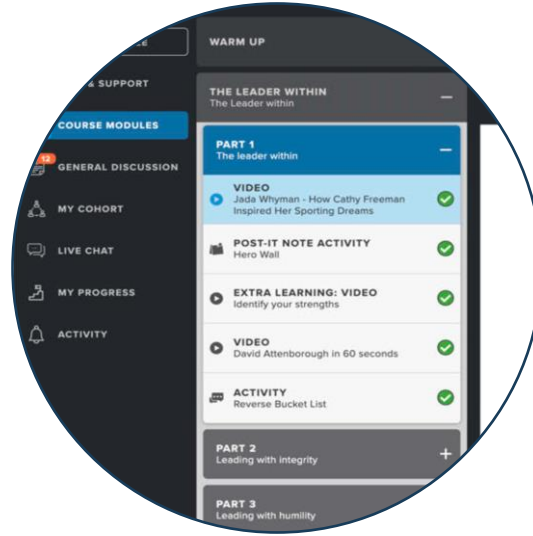 WARM UP
& SUPPORT
THE LEADER WITHIN
The Leader within
COURSE MODULES
PART 1
The leader within
12
GENERAL DISCUSSION
VIDEO
Jada Whyman - How Cathy Freeman
Inspired Her Sporting Dreams
MY COHORT
POST-IT NOTE ACTIVITY
Hero Wall
LIVE CHAT
MY PROGRESS
EXTRA LEARNING: VIDEO
Identify your strengths
ACTIVITY
VIDEO
David Attenborough in 60 seconds
ACTIVITY
Reverse Bucket List
PART 2
Leading with integrity
PART 3
Leading with humility